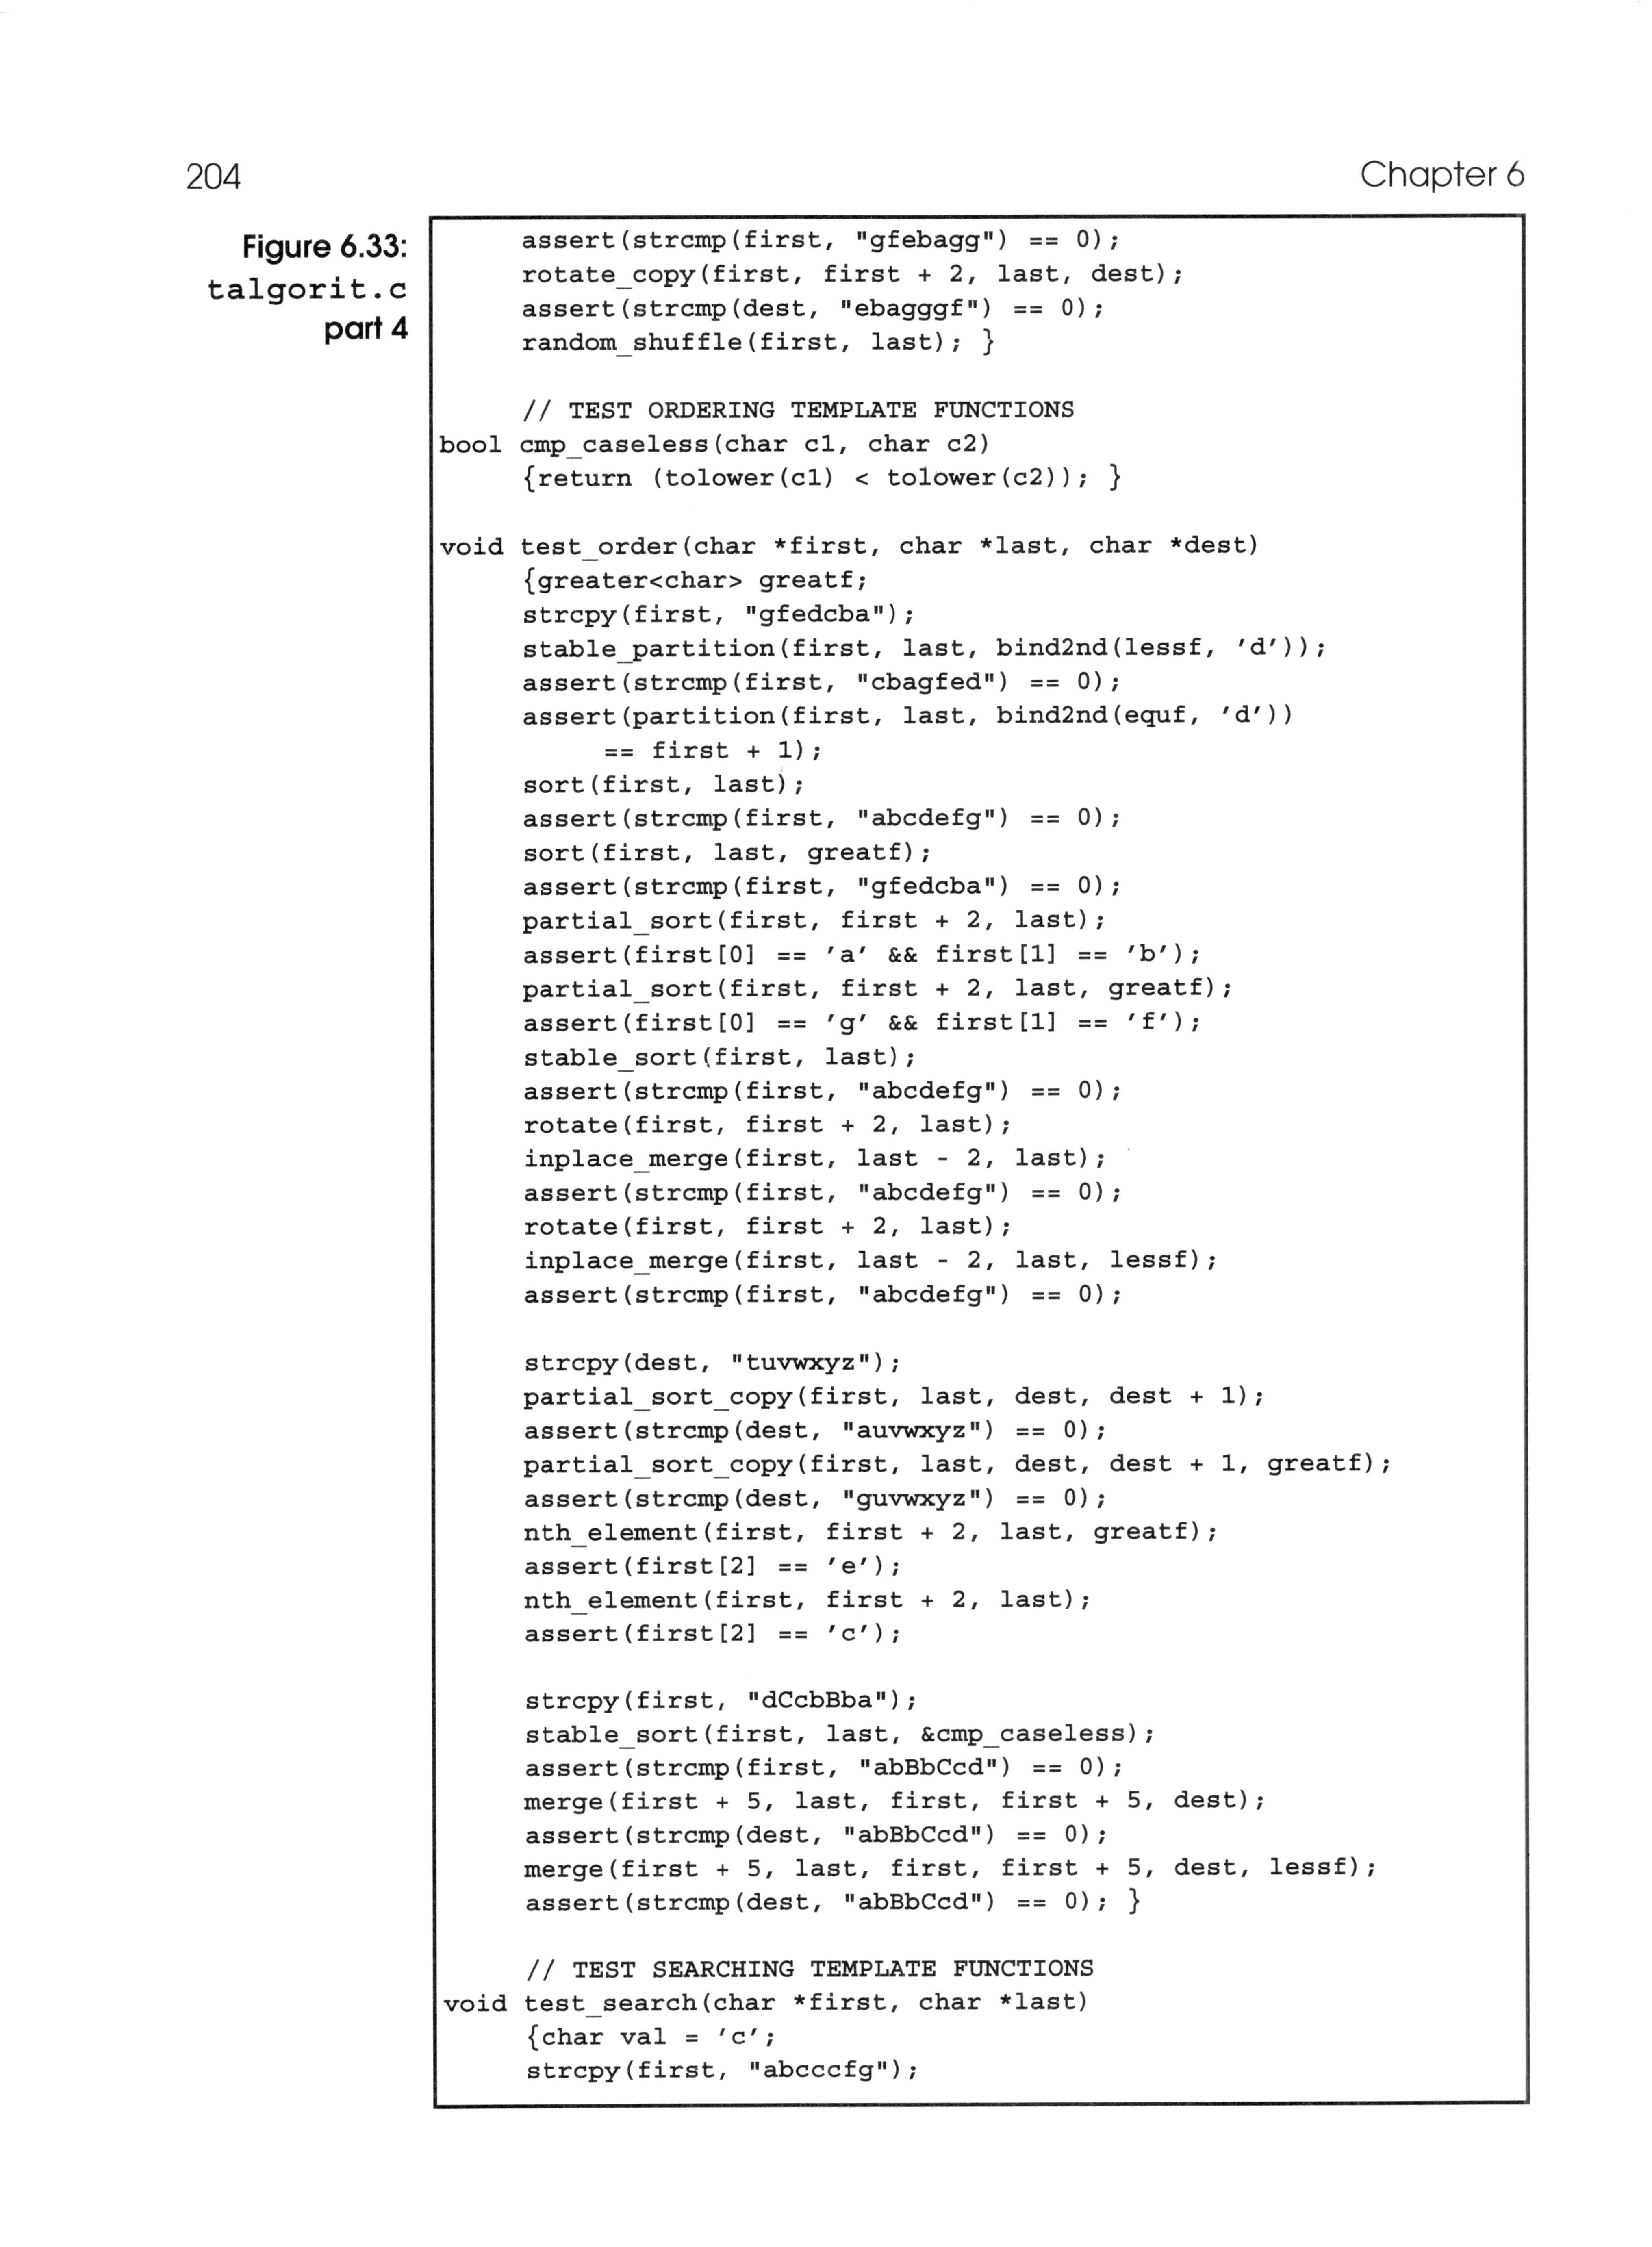 204
Chapter 6
Figure 6.33:
talgorit.c
part 4
     assert(strcmp(first, "gfebagg") == 0);
     rotate_copy(first, first + 2, last, dest);
     assert(strcmp(dest, "ebagggf") == 0);
     random_shuffle(first, last); }

     // TEST ORDERING TEMPLATE FUNCTIONS
bool cmp_caseless(char c1, char c2)
     {return (tolower(c1) < tolower(c2)); }

void test_order(char *first, char *last, char *dest)
     {greater<char> greatf;
     strcpy(first, "gfedcba");
     stable_partition(first, last, bind2nd(lessf, 'd'));
     assert(strcmp(first, "cbagfed") == 0);
     assert(partition(first, last, bind2nd(equf, 'd'))
          == first + 1);
     sort(first, last);
     assert(strcmp(first, "abcdefg") == 0);
     sort(first, last, greatf);
     assert(strcmp(first, "gfedcba") == 0);
     partial_sort(first, first + 2, last);
     assert(first[0] == 'a' && first[1] == 'b');
     partial_sort(first, first + 2, last, greatf);
     assert(first[0] == 'g' && first[1] == 'f');
     stable_sort(first, last);
     assert(strcmp(first, "abcdefg") == 0);
     rotate(first, first + 2, last);
     inplace_merge(first, last - 2, last);
     assert(strcmp(first, "abcdefg") == 0);
     rotate(first, first + 2, last);
     inplace_merge(first, last - 2, last, lessf);
     assert(strcmp(first, "abcdefg") == 0);

     strcpy(dest, "tuvwxyz");
     partial_sort_copy(first, last, dest, dest + 1);
     assert(strcmp(dest, "auvwxyz") == 0);
     partial_sort_copy(first, last, dest, dest + 1, greatf);
     assert(strcmp(dest, "guvwxyz") == 0);
     nth_element(first, first + 2, last, greatf);
     assert(first[2] == 'e');
     nth_element(first, first + 2, last);
     assert(first[2] == 'c');

     strcpy(first, "dCcbBba");
     stable_sort(first, last, &cmp_caseless);
     assert(strcmp(first, "abBbCcd") == 0);
     merge(first + 5, last, first, first + 5, dest);
     assert(strcmp(dest, "abBbCcd") == 0);
     merge(first + 5, last, first, first + 5, dest, lessf);
     assert(strcmp(dest, "abBbCcd") == 0); }

     // TEST SEARCHING TEMPLATE FUNCTIONS
void test_search(char *first, char *last)
     {char val = 'c';
     strcpy(first, "abcccfg");